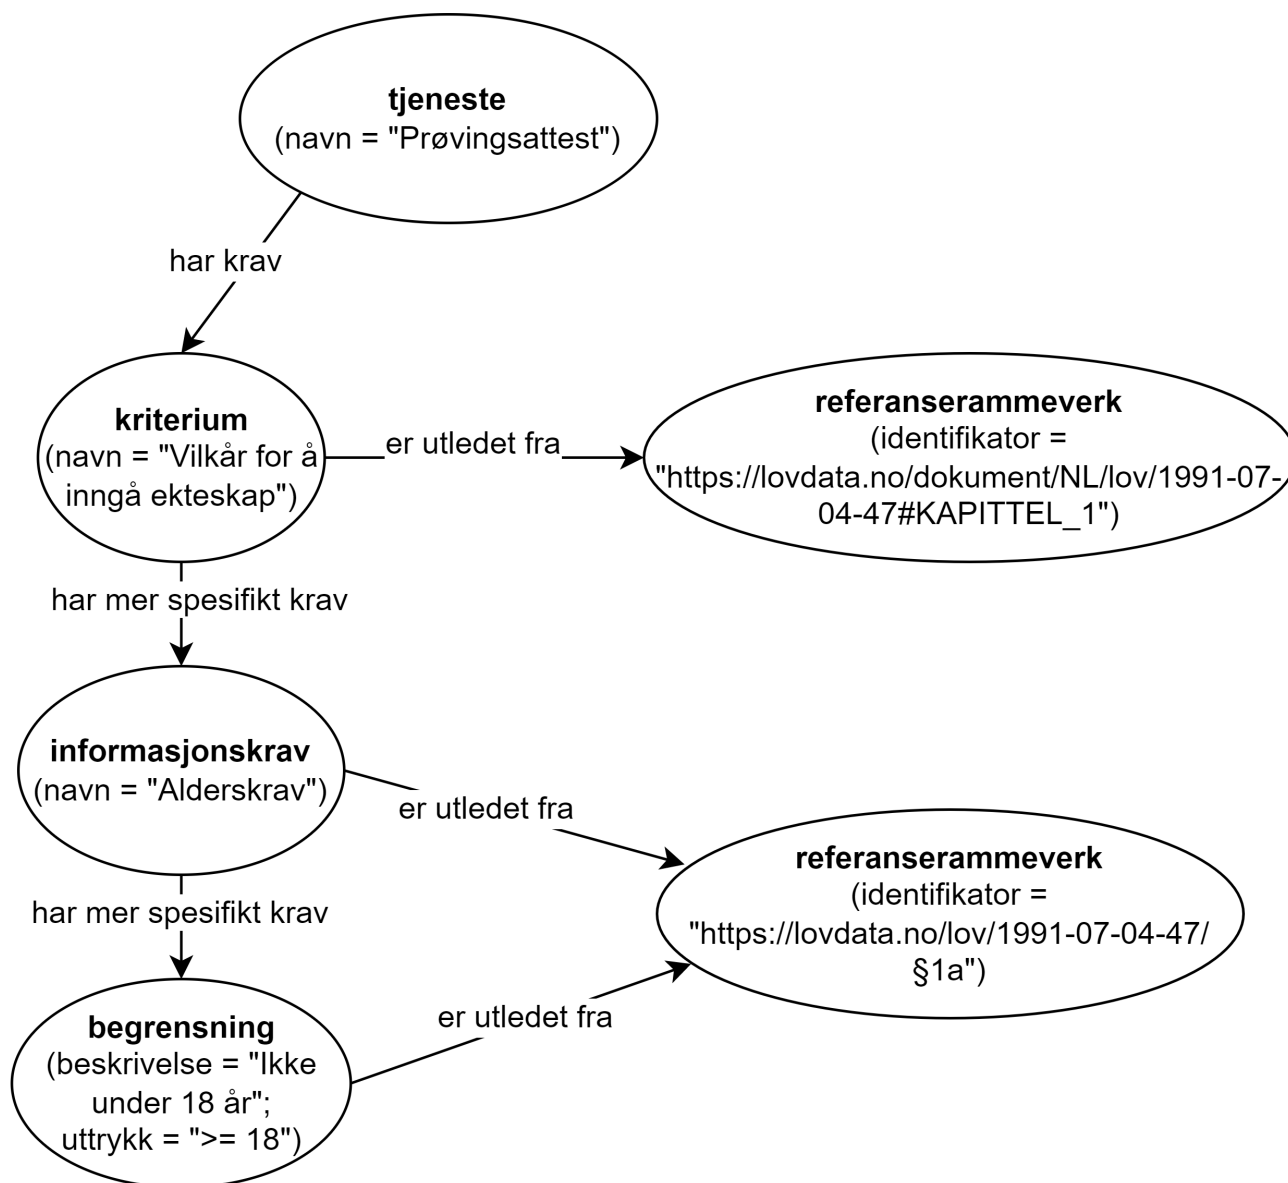 tjeneste
(navn = "Prøvingsattest")
har krav
kriterium
(navn = "Vilkår for å
inngå ekteskap")
er utledet fra
referanserammeverk
(identifikator =
"https://lovdata.no/dokument/NL/lov/1991-07-
04-47#KAPITTEL_1")
har mer spesifikt krav
informasjonskrav
(navn = "Alderskrav")
er utledet fra
referanserammeverk
(identifikator =
"https://lovdata.no/lov/1991-07-04-47/
§1a")
har mer spesifikt krav
begrensning
(beskrivelse = "Ikke
under 18 år";
uttrykk = ">= 18")
er utledet fra